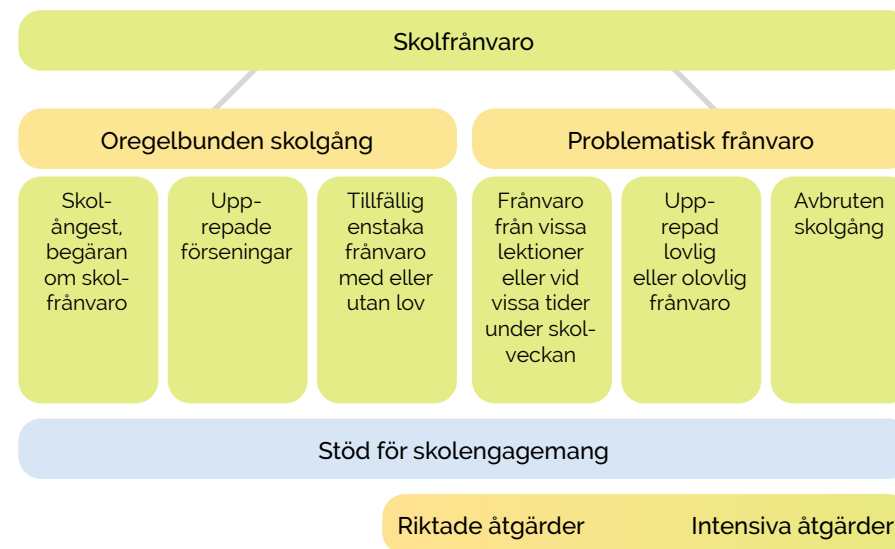 Skolfrånvaro
Oregelbunden skolgång
Problematisk frånvaro
Skol-
ångest,
begäran
om skol-
frånvaro
Upp-
repade
förseningar
Tillfällig
enstaka
frånvaro
med eller
utan lov
Frånvaro
från vissa
lektioner
eller vid
vissa tider
under skol-
veckan
Upp-
repad
lovlig
eller olovlig
frånvaro
Avbruten
skolgång
Stöd för skolengagemang
Riktade åtgärder
Intensiva åtgärder